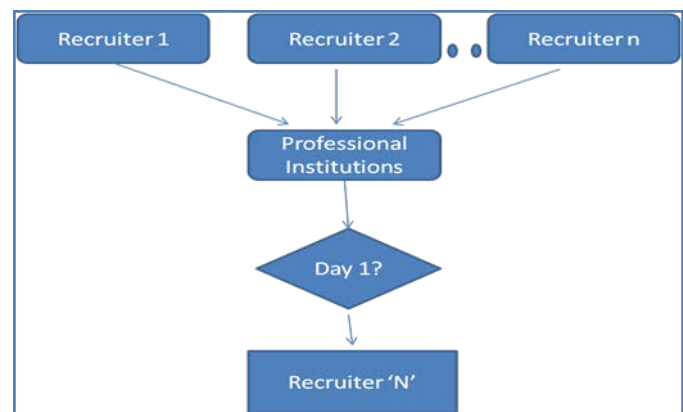 Recruiter 1
Recruiter 2
Recruiter n
Professional
Institutions
Day 1?
Recruiter ‘N’